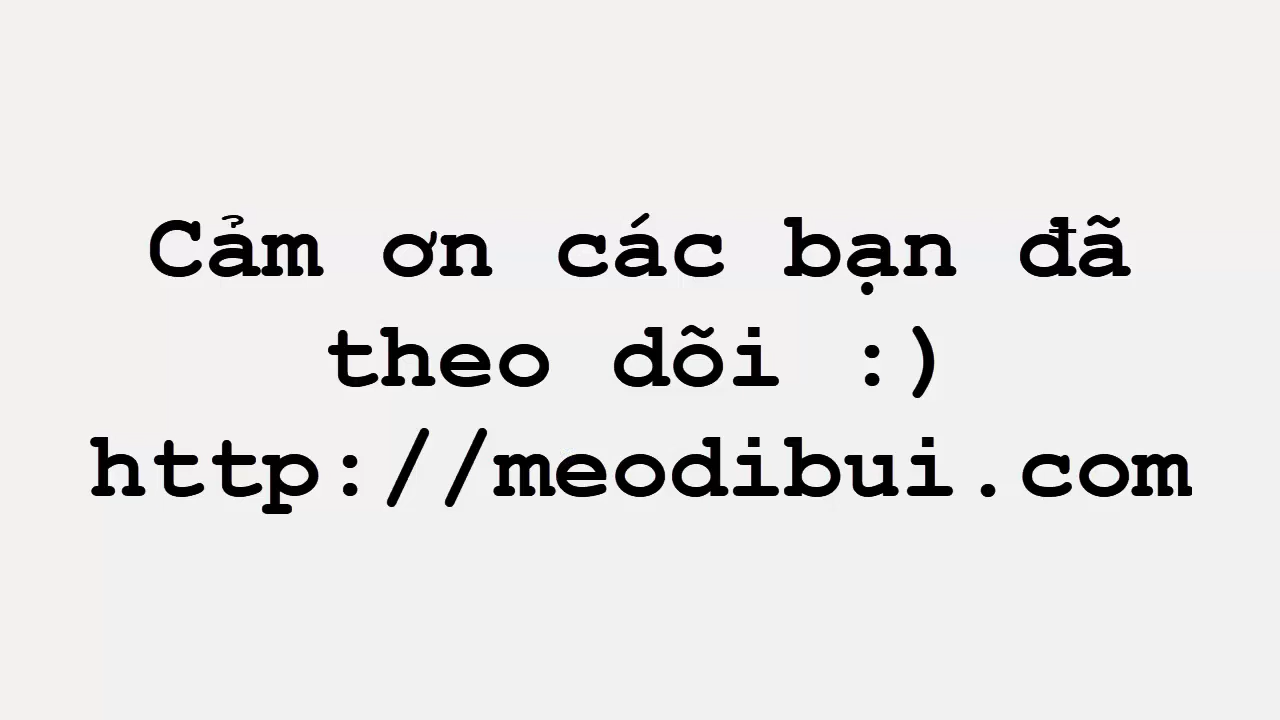 Cảm ơn các bạn đã
theo dõi :)
http://meodibui.com